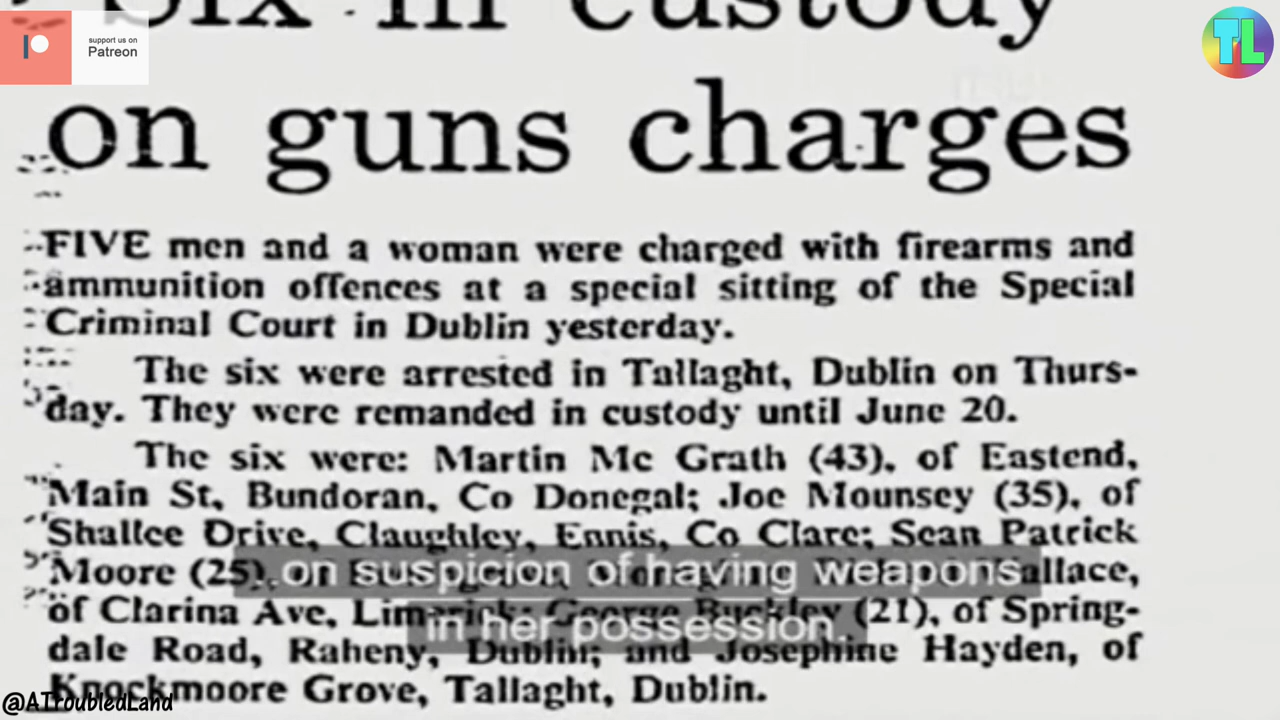 Six in custody
support us on
Patreon
TL
on guns charges
FIVE men and a woman were charged with firearms and
ammunition offences at a special sitting of the Special
Criminal Court in Dublin yesterday.
The six were arrested in Tallaght, Dublin on Thurs-
day. They were remanded in custody until June 20.
The six were: Martin Mc Grath (43), of Eastend,
Main St, Bundoran, Co Donegal; Joe Mounsey (35), of
Shallee Drive, Claughley, Ennis, Co Clare; Sean Patrick
Moore (25), of
...on suspicion of having weapons
of Clarina Ave, Limerick; George Buckley (21), of Spring-
in her possession.
dale Road, Raheny, Dublin; and Josephine Hayden, of
Knockmoore Grove, Tallaght, Dublin.
@ATroubledLand